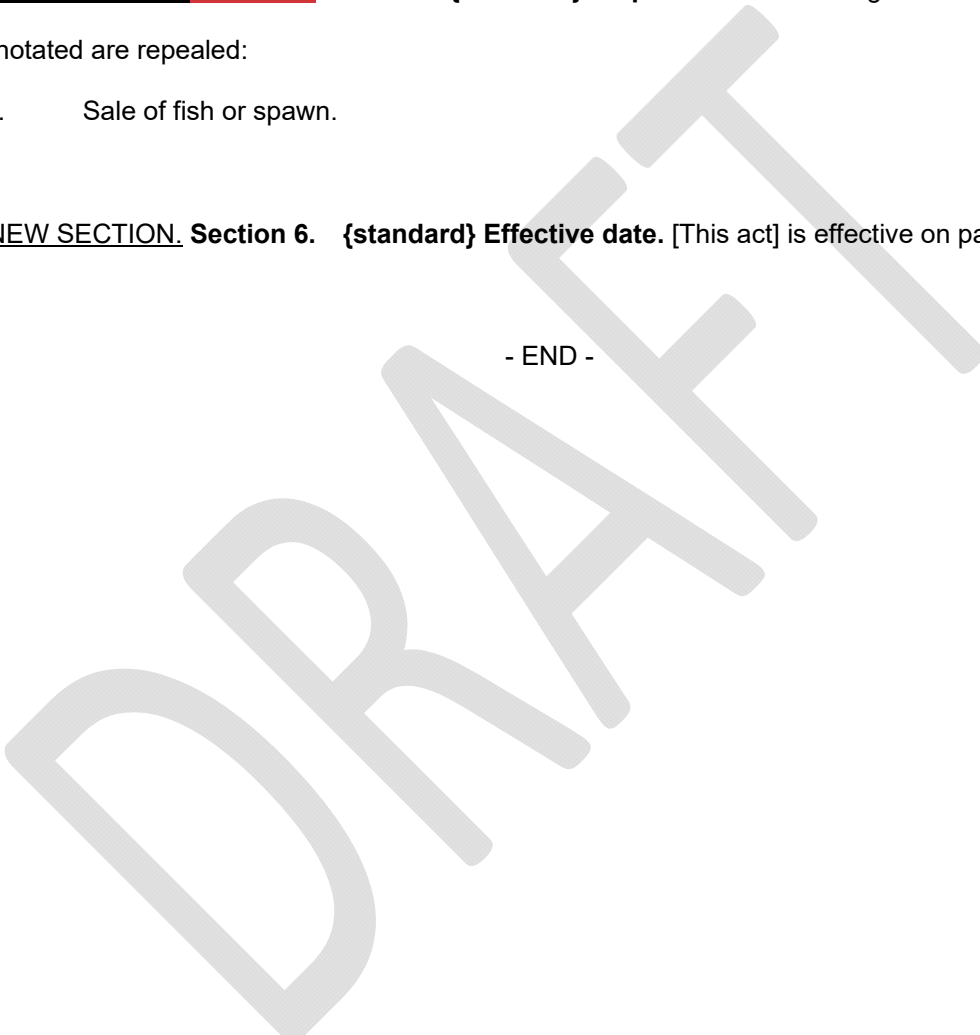 notated are repealed:
. Sale of fish or spawn.
NEW SECTION. Section 6. {standard} Effective date. [This act] is effective on pa
- END -
DRAFT